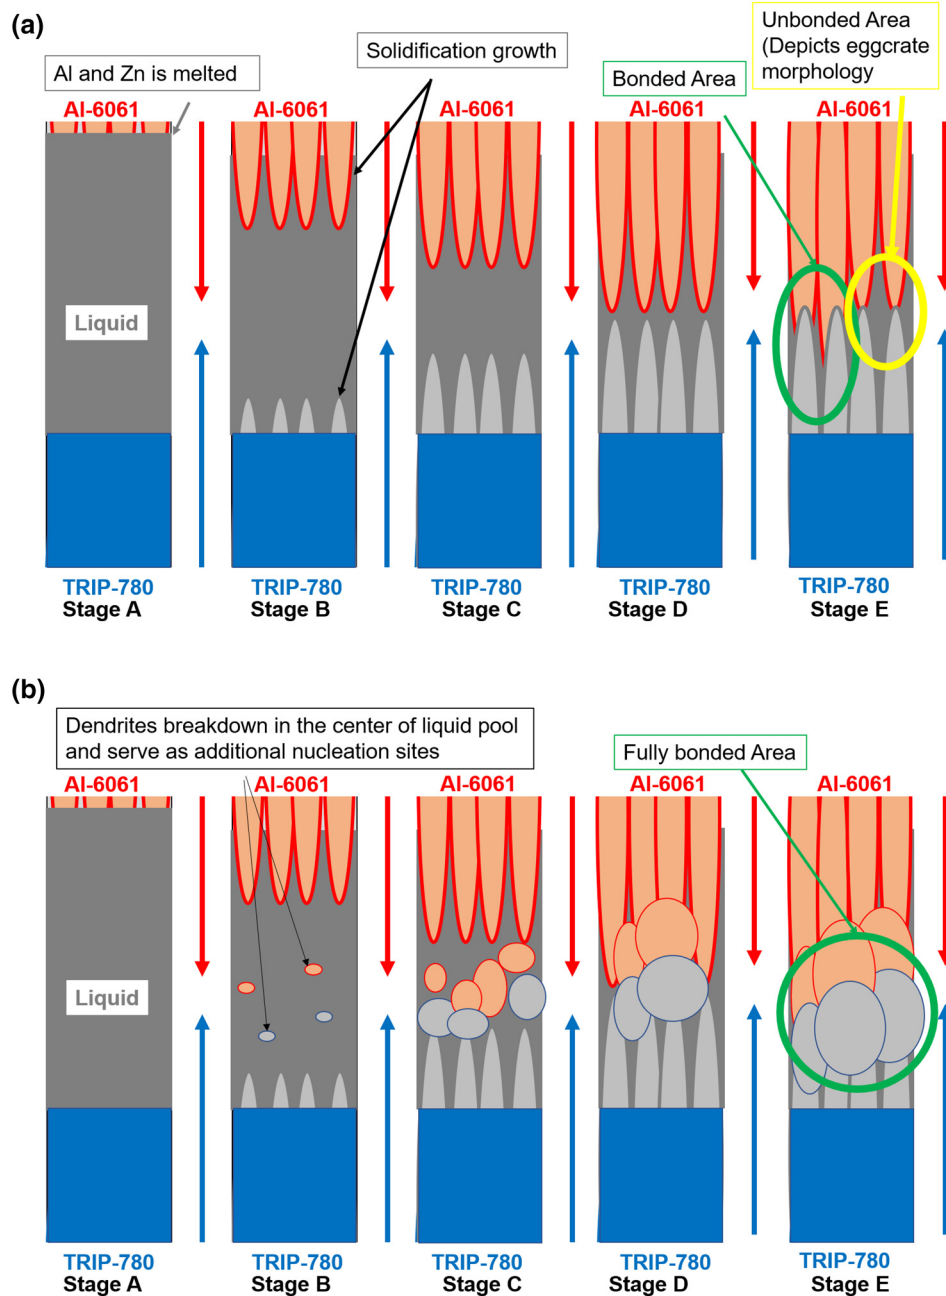 (a)
Al and Zn is melted
Solidification growth
Bonded Area
Unbonded Area
(Depicts eggcrate
morphology
Al-6061
Al-6061
Al-6061
Al-6061
Al-6061
Liquid
TRIP-780
TRIP-780
TRIP-780
TRIP-780
TRIP-780
Stage A
Stage B
Stage C
Stage D
Stage E
(b)
Dendrites breakdown in the center of liquid pool
and serve as additional nucleation sites
Fully bonded Area
Al-6061
Al-6061
Al-6061
Al-6061
Al-6061
Liquid
TRIP-780
TRIP-780
TRIP-780
TRIP-780
TRIP-780
Stage A
Stage B
Stage C
Stage D
Stage E